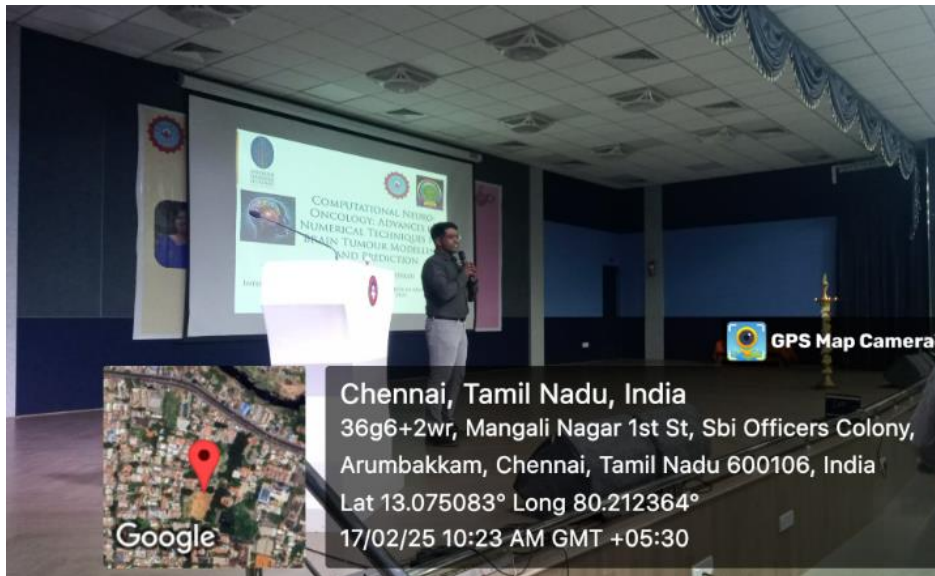 COMPUTATIONAL NEURO-
ONCOLOGY: ADVANCES
NUMERICAL TECHNIQUES
BRAIN TUMOUR MODELLI
AND PREDICTION
GPS Map Camera
Chennai, Tamil Nadu, India
36g6+2wr, Mangali Nagar 1st St, Sbi Officers Colony,
Arumbakkam, Chennai, Tamil Nadu 600106, India
Lat 13.075083° Long 80.212364°
17/02/25 10:23 AM GMT +05:30
Google